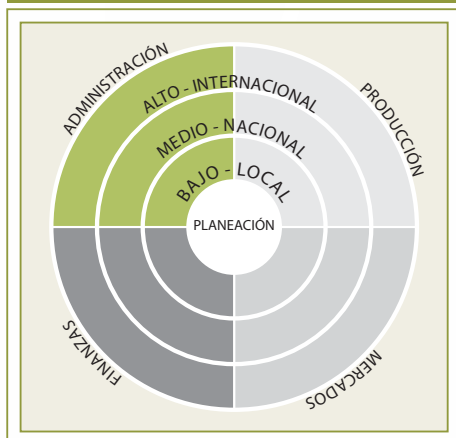 ADMINISTRACIÓN
PRODUCCIÓN
ALTO - INTERNACIONAL
MEDIO - NACIONAL
BAJO - LOCAL
PLANEACIÓN
FINANZAS
MERCADOS